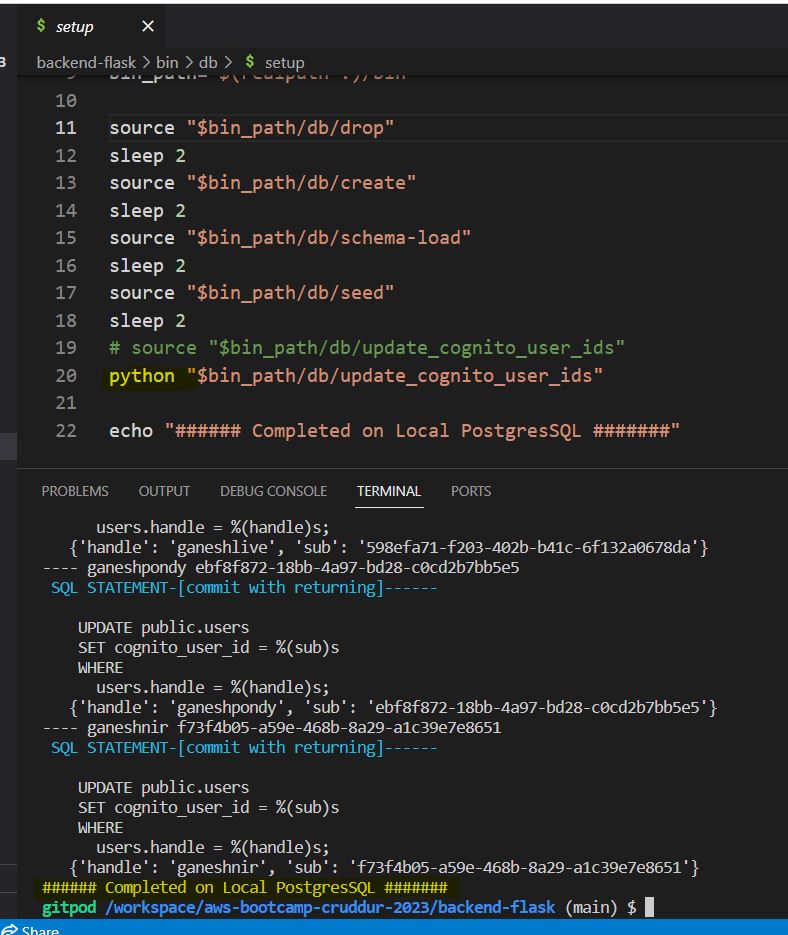 $ setup ×
3
backend-flask > bin > db > $ setup
9 bin_path="$(realpath .)/bin"
10
11 source "$bin_path/db/drop"
12 sleep 2
13 source "$bin_path/db/create"
14 sleep 2
15 source "$bin_path/db/schema-load"
16 sleep 2
17 source "$bin_path/db/seed"
18 sleep 2
19 # source "$bin_path/db/update_cognito_user_ids"
20 python "$bin_path/db/update_cognito_user_ids"
21
22 echo "###### Completed on Local PostgresSQL #######"
PROBLEMS OUTPUT DEBUG CONSOLE TERMINAL PORTS
users.handle = %(handle)s;
{'handle': 'ganeshlive', 'sub': '598efa71-f203-402b-b41c-6f132a0678da'}
---- ganeshpondy ebf8f872-18bb-4a97-bd28-c0cd2b7bb5e5
SQL STATEMENT-[commit with returning]------
UPDATE public.users
SET cognito_user_id = %(sub)s
WHERE
users.handle = %(handle)s;
{'handle': 'ganeshpondy', 'sub': 'ebf8f872-18bb-4a97-bd28-c0cd2b7bb5e5'}
---- ganeshnir f73f4b05-a59e-468b-8a29-a1c39e7e8651
SQL STATEMENT-[commit with returning]------
UPDATE public.users
SET cognito_user_id = %(sub)s
WHERE
users.handle = %(handle)s;
{'handle': 'ganeshnir', 'sub': 'f73f4b05-a59e-468b-8a29-a1c39e7e8651'}
###### Completed on Local PostgresSQL #######
gitpod /workspace/aws-bootcamp-cruddur-2023/backend-flask (main) $
Share